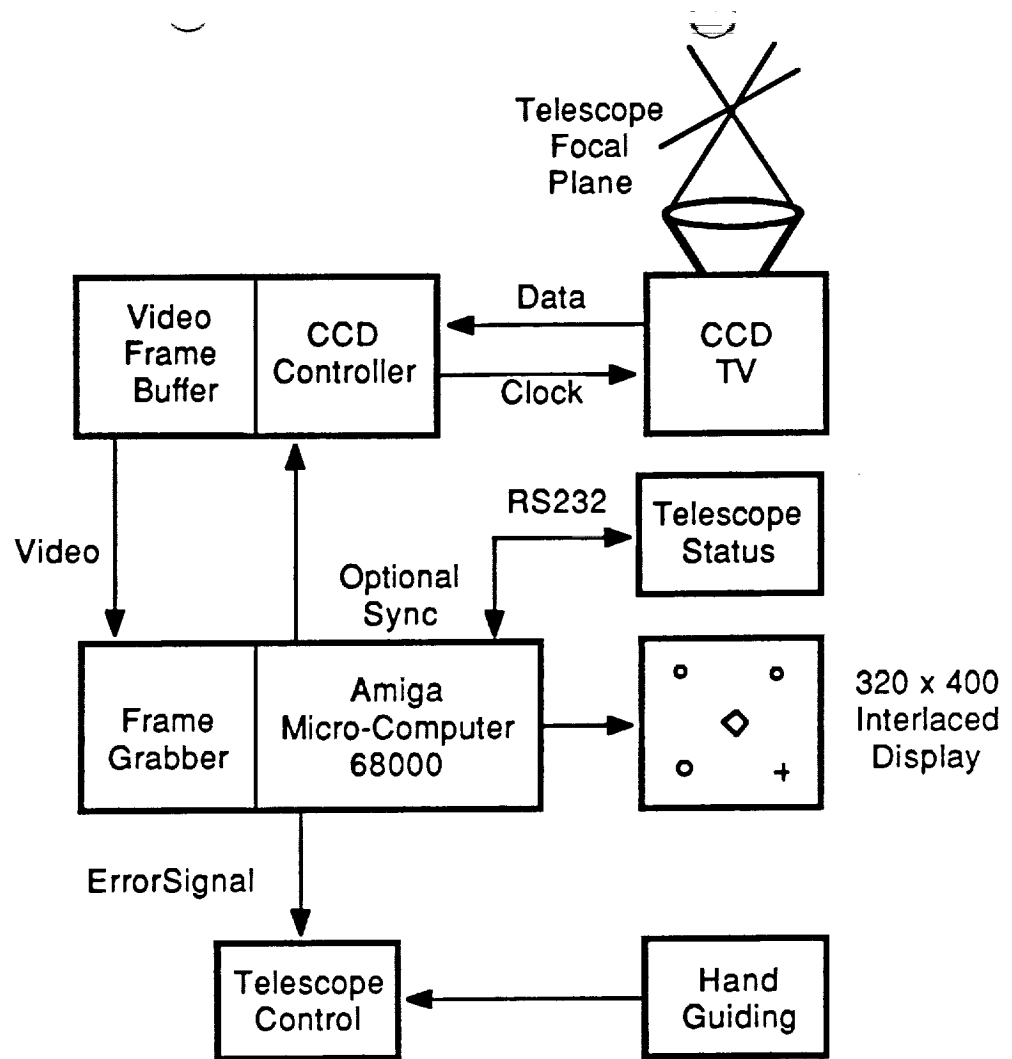 Telescope
Focal
Plane
Video
Frame
Buffer
CCD
Controller
Data
Clock
CCD
TV
RS232
Telescope
Status
Video
Optional
Sync
Frame
Grabber
Amiga
Micro-Computer
68000
320 x 400
Interlaced
Display
ErrorSignal
Telescope
Control
Hand
Guiding